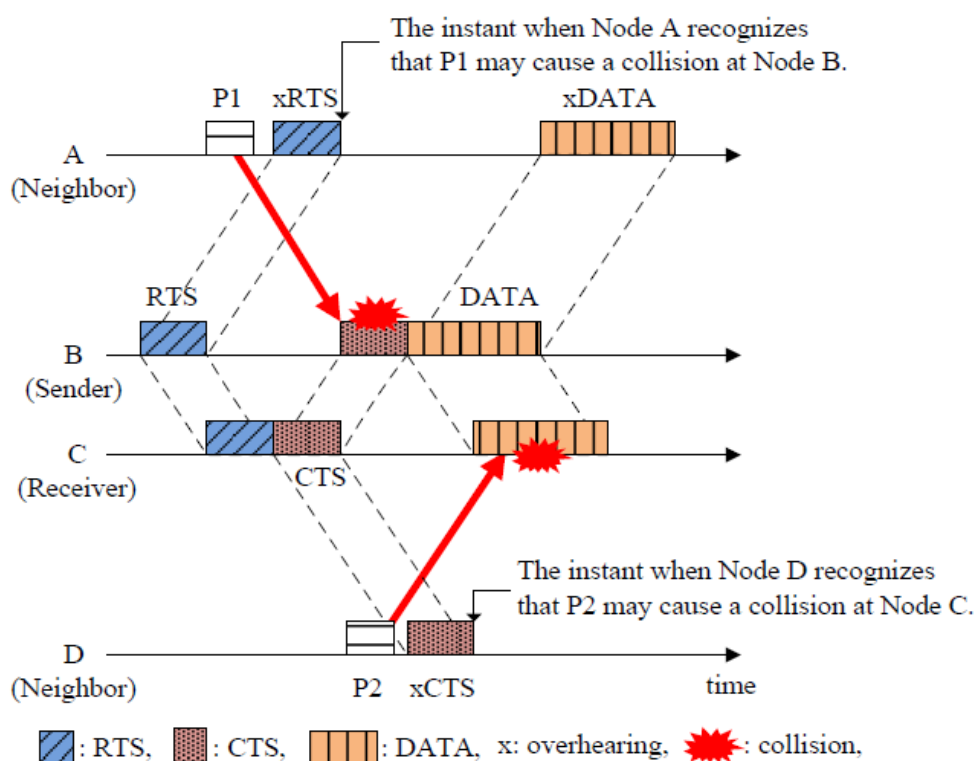 The instant when Node A recognizes
that P1 may cause a collision at Node B.
P1 xRTS xDATA
A
(Neighbor)
RTS DATA
B
(Sender)
C
(Receiver)
CTS
The instant when Node D recognizes
that P2 may cause a collision at Node C.
D
(Neighbor)
P2 xCTS time
: RTS, : CTS, : DATA, x: overhearing, : collision,